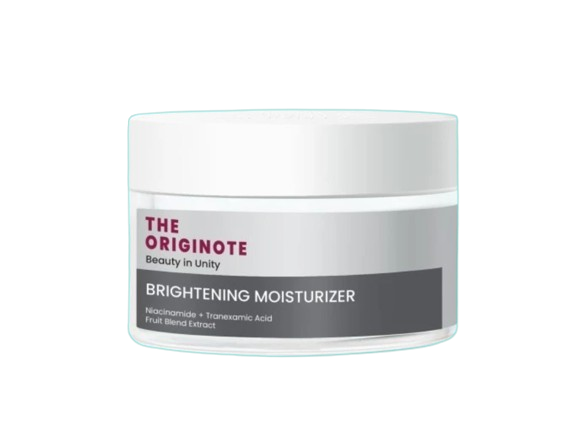 THE
ORIGINOTE
Beauty in Unity
BRIGHTENING MOISTURIZER
Niacinamide + Tranexamic Acid
Fruit Blend Extract